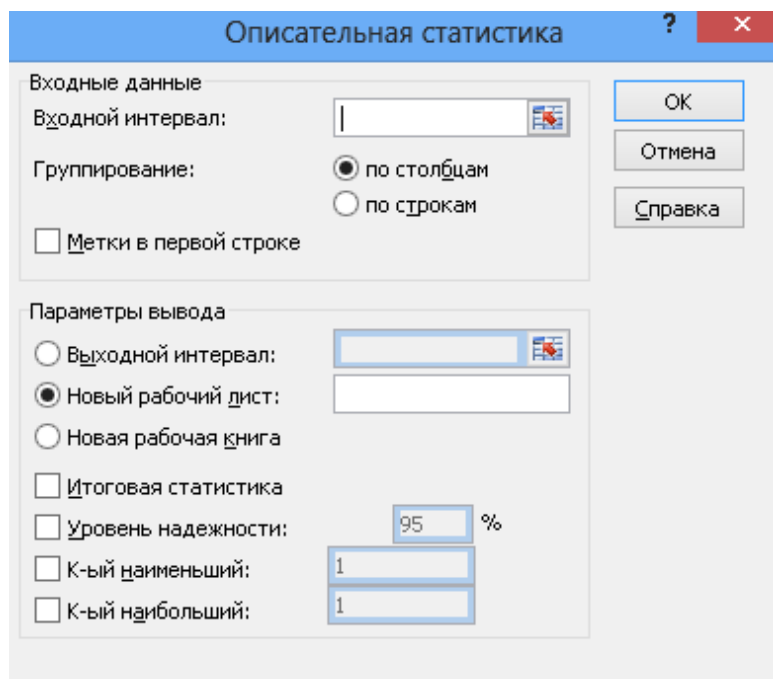 Описательная статистика ? ×
Входные данные
Входной интервал:
ОК
Группирование:
по столбцам
Отмена
по строкам
Справка
Метки в первой строке
Параметры вывода
Выходной интервал:
Новый рабочий лист:
Новая рабочая книга
Итоговая статистика
Уровень надежности: 95 %
К-ый наименьший: 1
К-ый наибольший: 1